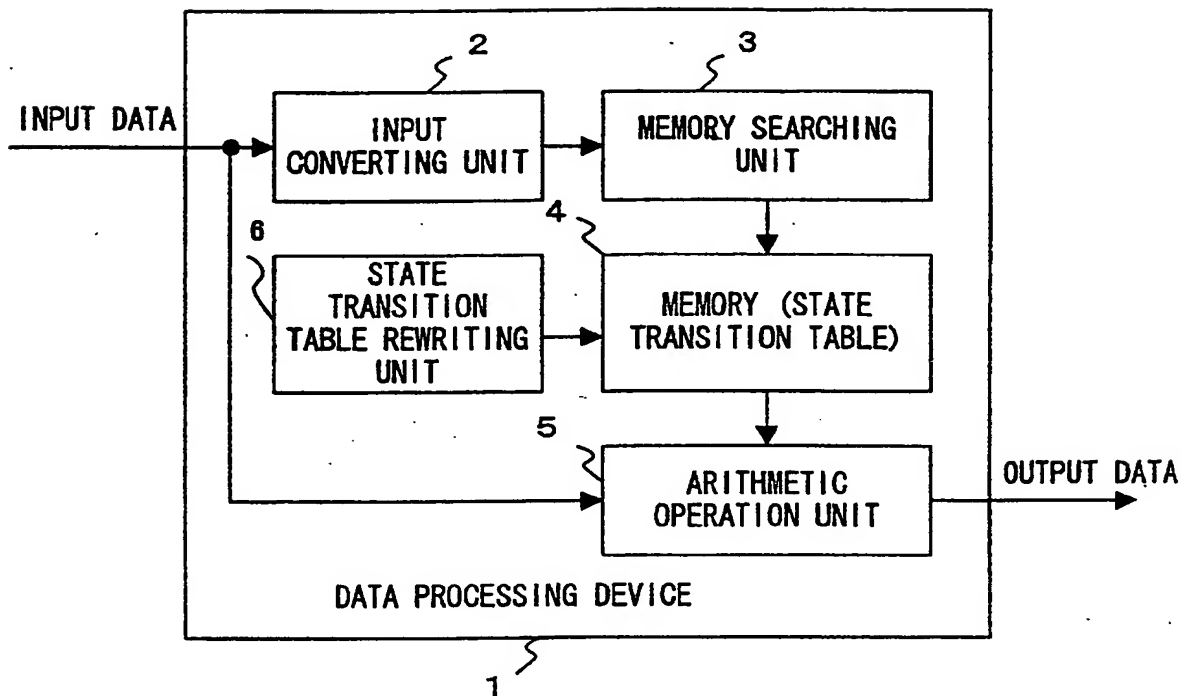 2
3
INPUT DATA
INPUT
CONVERTING UNIT
MEMORY SEARCHING
UNIT
6
4
STATE
TRANSITION
TABLE REWRITING
UNIT
MEMORY (STATE
TRANSITION TABLE)
5
ARITHMETIC
OPERATION UNIT
OUTPUT DATA
DATA PROCESSING DEVICE
1